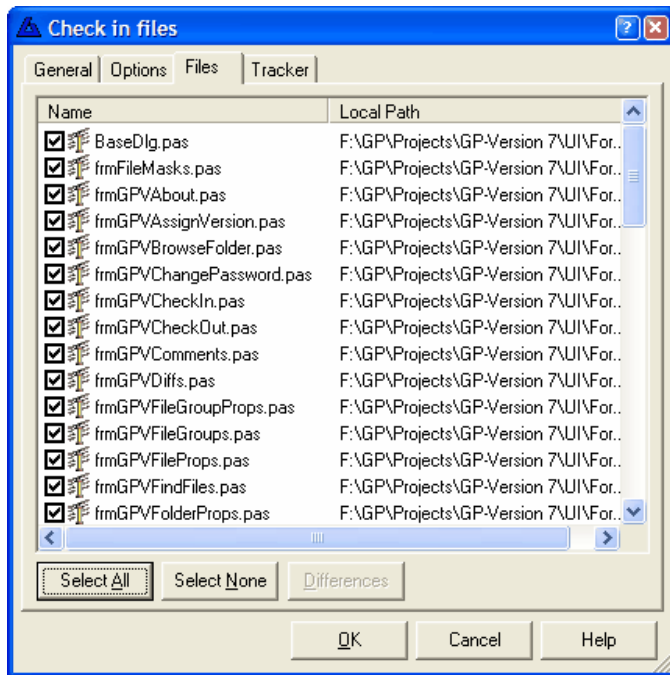 Check in files
General Options Files Tracker
Name Local Path
BaseDlg.pas F:\GP\Projects\GP-Version 7\UI\For..
frmFileMasks.pas F:\GP\Projects\GP-Version 7\UI\For..
frmGPVAbout.pas F:\GP\Projects\GP-Version 7\UI\For..
frmGPVAssignVersion.pas F:\GP\Projects\GP-Version 7\UI\For..
frmGPVBrowseFolder.pas F:\GP\Projects\GP-Version 7\UI\For..
frmGPVChangePassword.pas F:\GP\Projects\GP-Version 7\UI\For..
frmGPVCheckIn.pas F:\GP\Projects\GP-Version 7\UI\For..
frmGPVCheckOut.pas F:\GP\Projects\GP-Version 7\UI\For..
frmGPVComments.pas F:\GP\Projects\GP-Version 7\UI\For..
frmGPVDiffs.pas F:\GP\Projects\GP-Version 7\UI\For..
frmGPVFileGroupProps.pas F:\GP\Projects\GP-Version 7\UI\For..
frmGPVFileGroups.pas F:\GP\Projects\GP-Version 7\UI\For..
frmGPVFileProps.pas F:\GP\Projects\GP-Version 7\UI\For..
frmGPVFindFiles.pas F:\GP\Projects\GP-Version 7\UI\For..
frmGPVFolderProps.pas F:\GP\Projects\GP-Version 7\UI\For..
Select All Select None Differences
OK Cancel Help